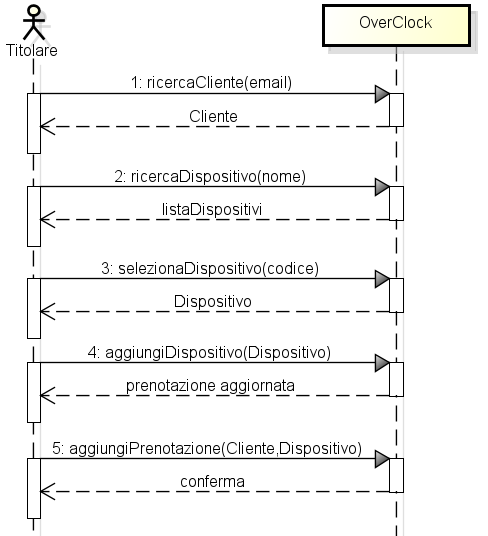 OverClock
Titolare
1: ricercaCliente(email)
Cliente
2: ricercaDispositivo(nome)
listaDispositivi
3: selezionaDispositivo(codice)
Dispositivo
4: aggiungiDispositivo(Dispositivo)
prenotazione aggiornata
5: aggiungiPrenotazione(Cliente,Dispositivo)
conferma